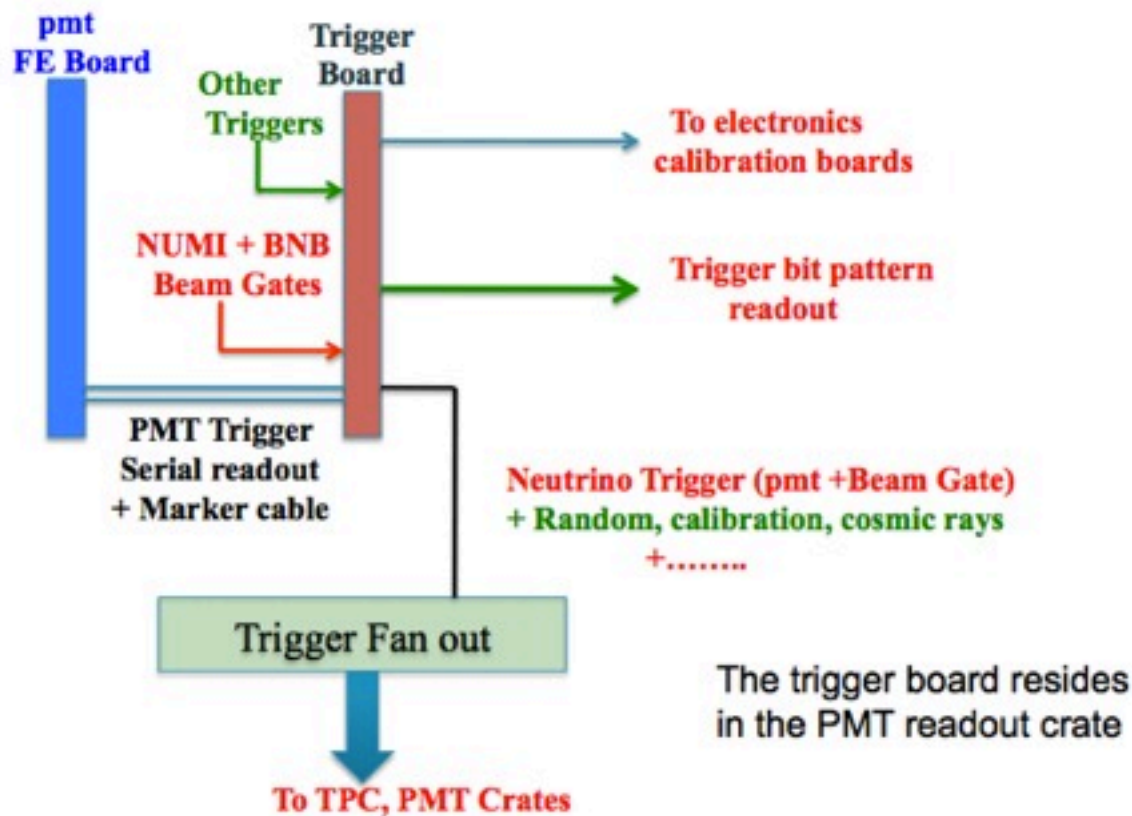 pmt
FE Board
Trigger
Board
Other
Triggers
To electronics
calibration boards
NUMI + BNB
Beam Gates
Trigger bit pattern
readout
PMT Trigger
Serial readout
+ Marker cable
Neutrino Trigger (pmt +Beam Gate)
+ Random, calibration, cosmic rays
+……..
Trigger Fan out
The trigger board resides
in the PMT readout crate
To TPC, PMT Crates